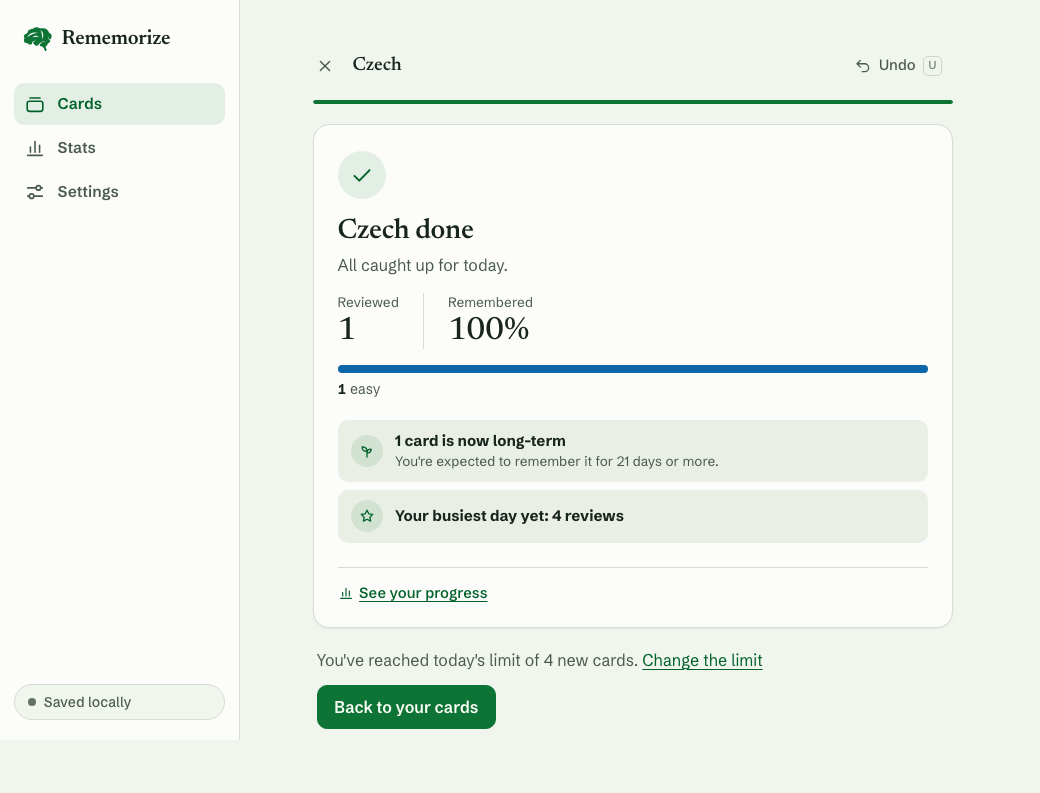 Rememorize
Cards
Stats
Settings
Saved locally
Czech
Undo U
Czech done
All caught up for today.
Reviewed
1
Remembered
100%
1 easy
1 card is now long-term
You're expected to remember it for 21 days or more.
Your busiest day yet: 4 reviews
See your progress
You've reached today's limit of 4 new cards. Change the limit
Back to your cards